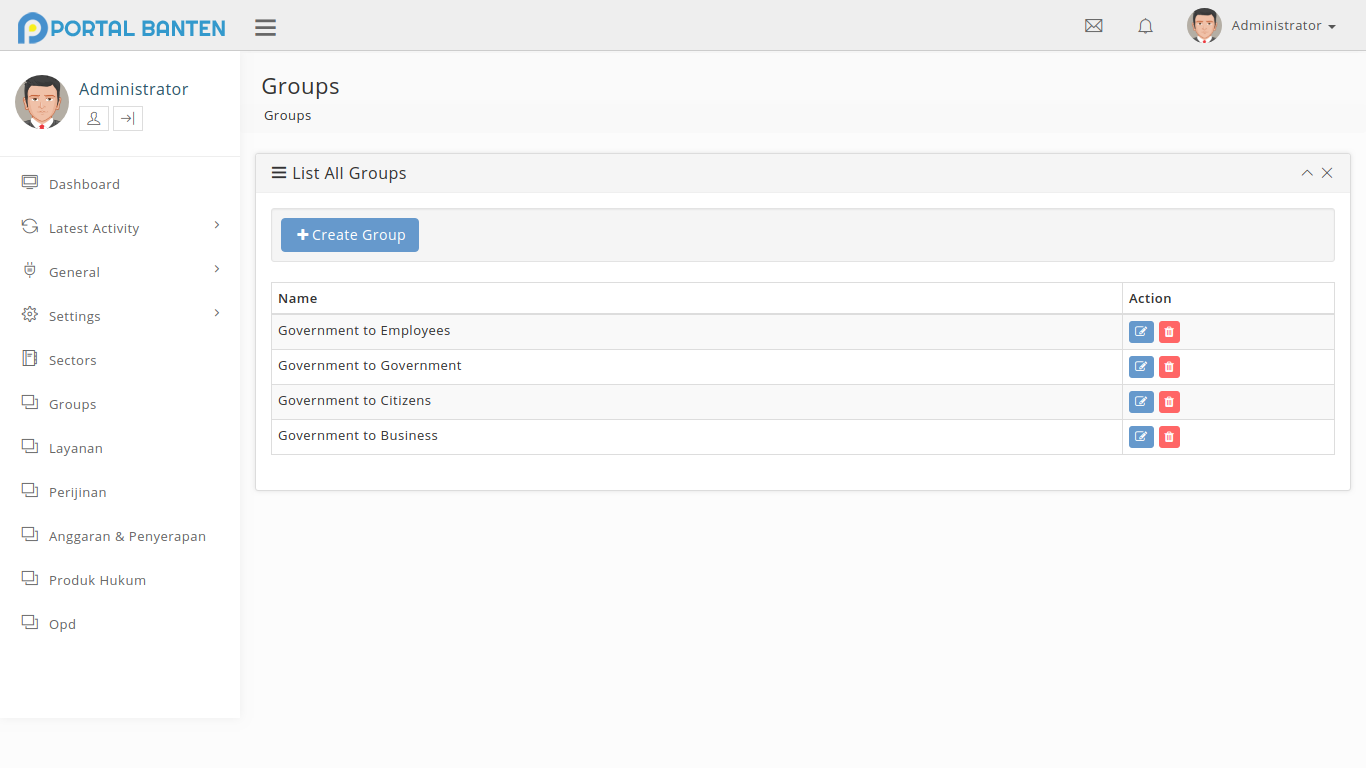 PORTAL BANTEN
Administrator
Administrator
Dashboard
Latest Activity
General
Settings
Sectors
Groups
Layanan
Perijinan
Anggaran & Penyerapan
Produk Hukum
Opd
Groups
Groups
List All Groups
Create Group
Name Action
Government to Employees
Government to Government
Government to Citizens
Government to Business